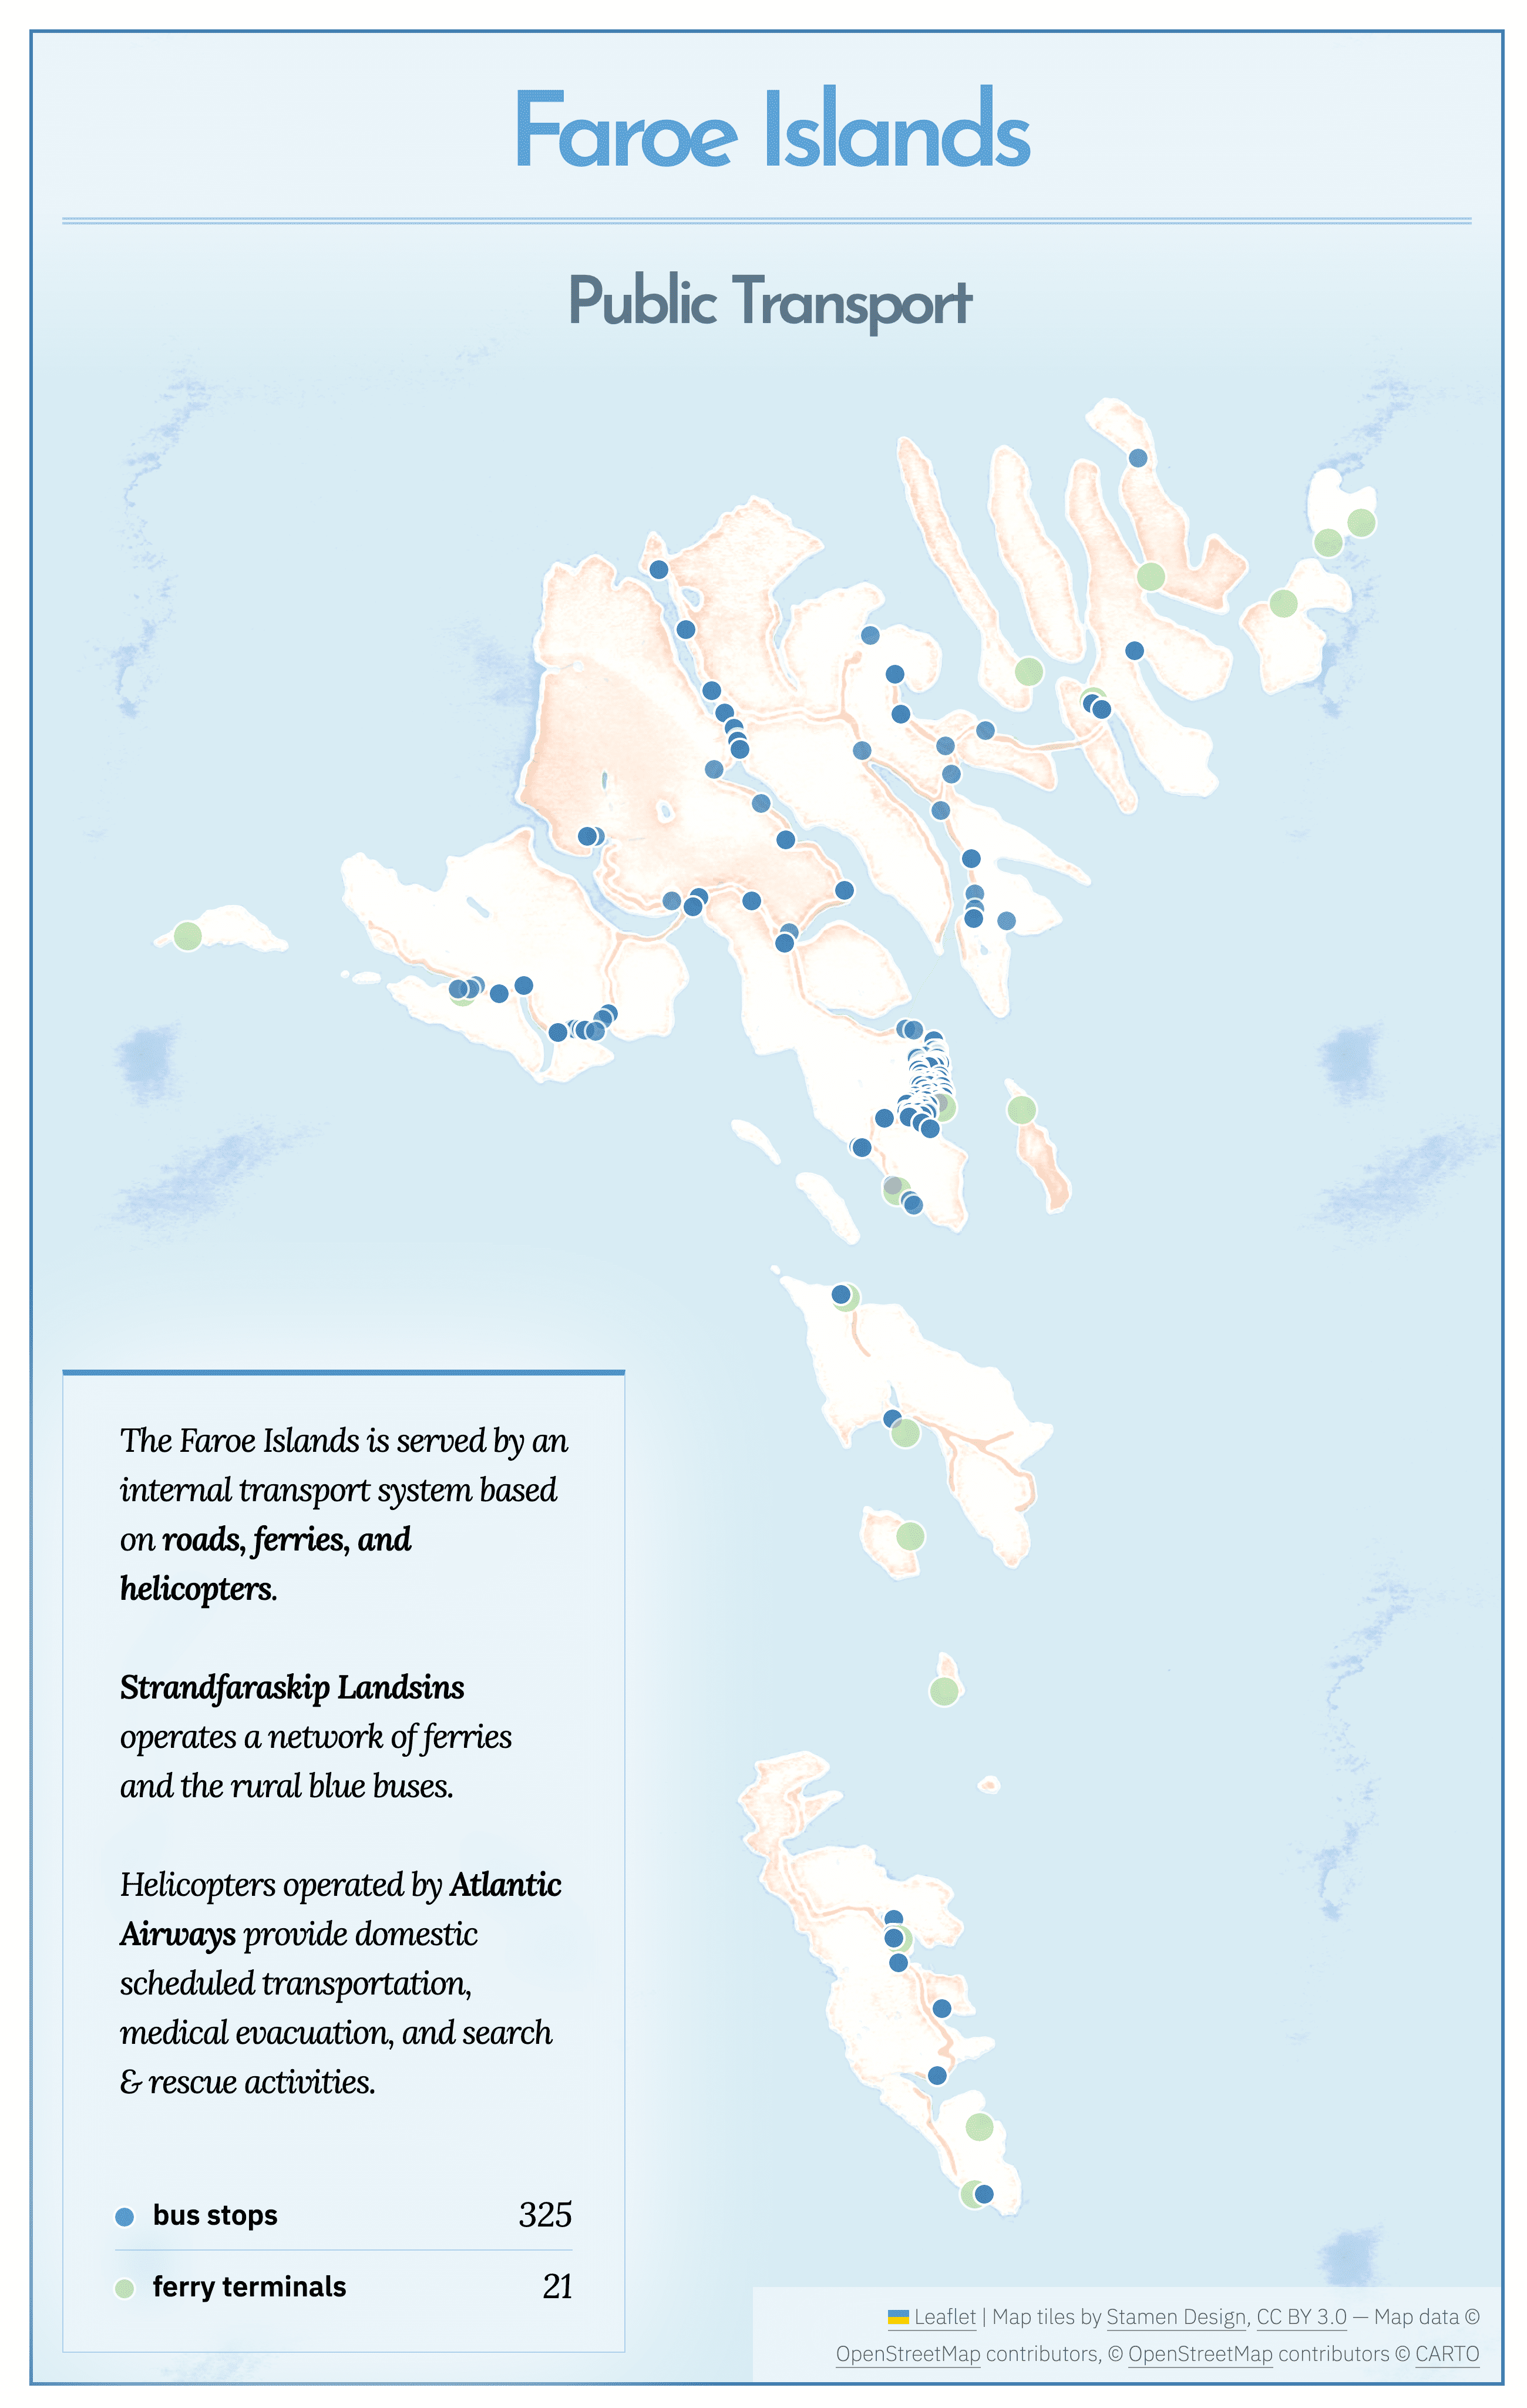 Faroe Islands
Public Transport
The Faroe Islands is served by an
internal transport system based
on roads, ferries, and
helicopters.
Strandfaraskip Landsins
operates a network of ferries
and the rural blue buses.
Helicopters operated by Atlantic
Airways provide domestic
scheduled transportation,
medical evacuation, and search
& rescue activities.
bus stops 325
ferry terminals 21
Leaflet | Map tiles by Stamen Design, CC BY 3.0 — Map data ©
OpenStreetMap contributors, © OpenStreetMap contributors © CARTO